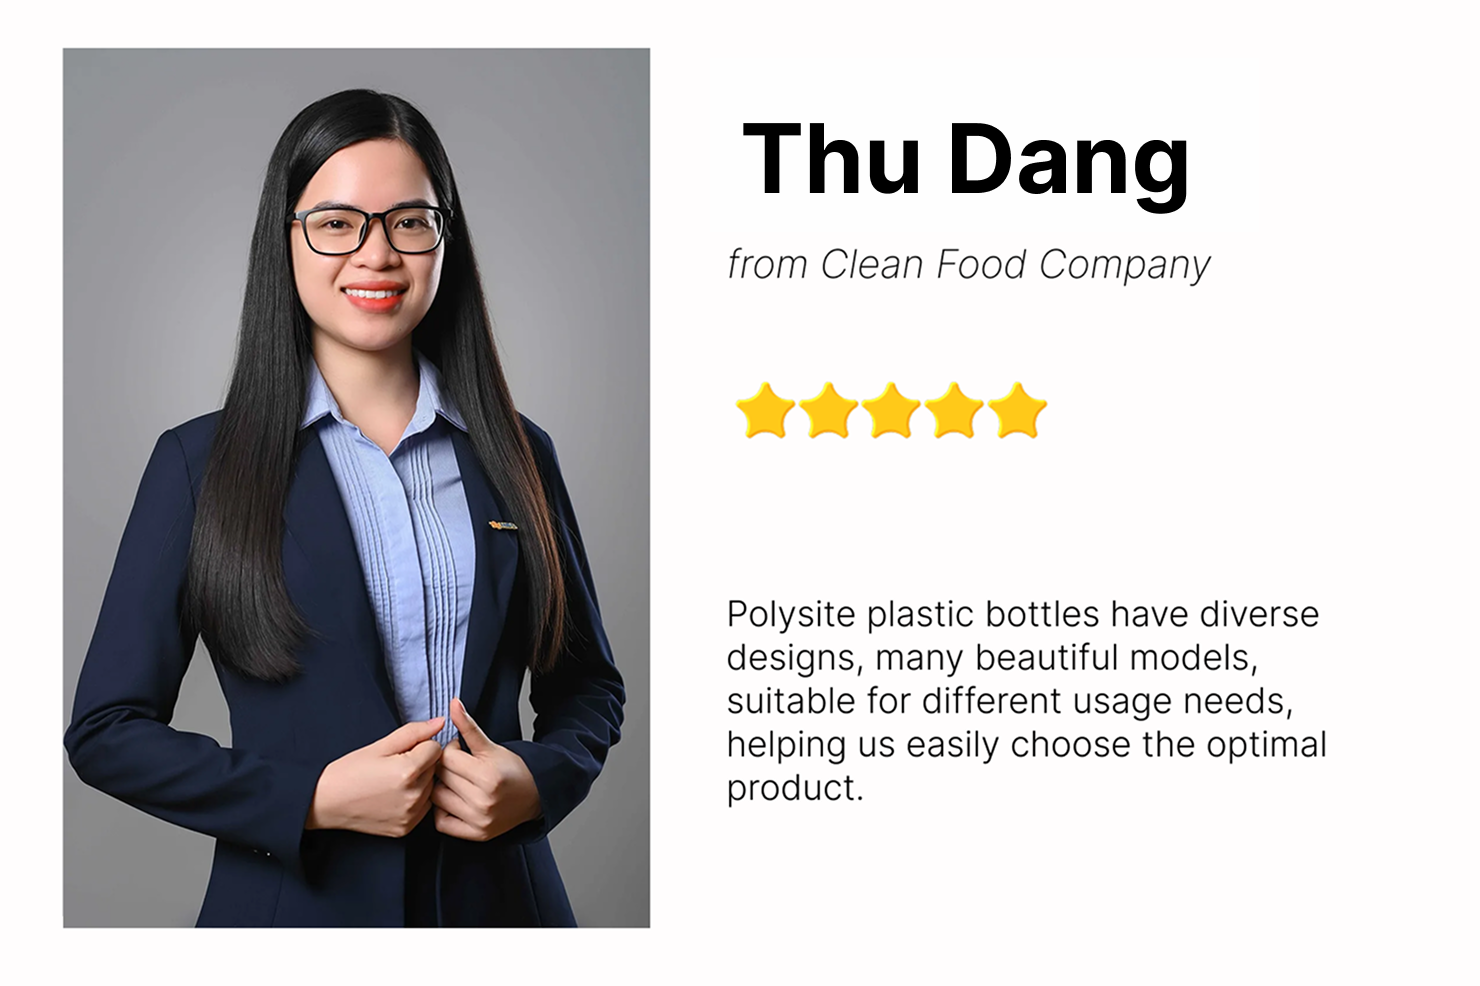 Thu Dang
from Clean Food Company
Polysite plastic bottles have diverse
designs, many beautiful models,
suitable for different usage needs,
helping us easily choose the optimal
product.